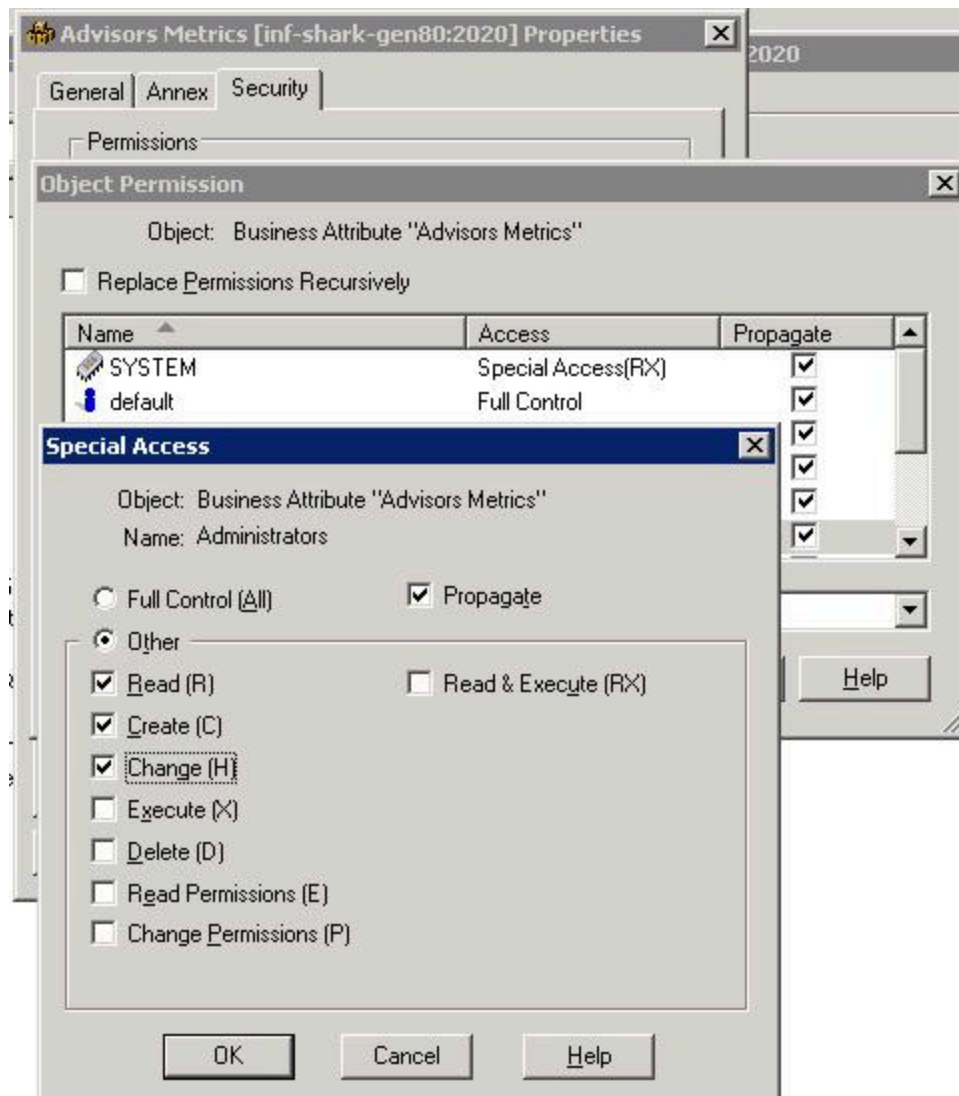 Advisors Metrics [inf-shark-gen80:2020] Properties
2020
General Annex Security
Permissions
Object Permission
Object: Business Attribute "Advisors Metrics"
Replace Permissions Recursively
Name Access Propagate
SYSTEM Special Access(RX)
default Full Control
Special Access
Object: Business Attribute "Advisors Metrics"
Name: Administrators
Full Control (All) Propagate
Other
Read (R) Read & Execute (RX)
Help
Create (C)
Change (H)
Execute (X)
Delete (D)
Read Permissions (E)
Change Permissions (P)
OK Cancel Help